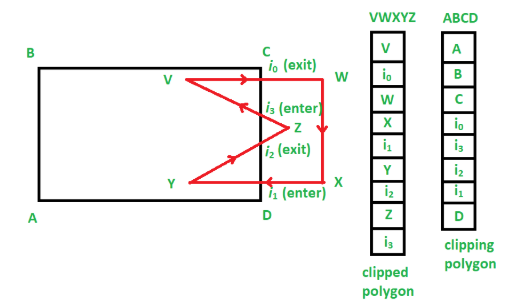 VWXYZ ABCD
B
C
i0 (exit)
V
W
i3 (enter)
Z
i2 (exit)
Y
X
i1 (enter)
A
D
V
i0
W
X
i1
Y
i2
Z
i3
clipped
polygon
A
B
C
i0
i3
i2
i1
D
clipping
polygon